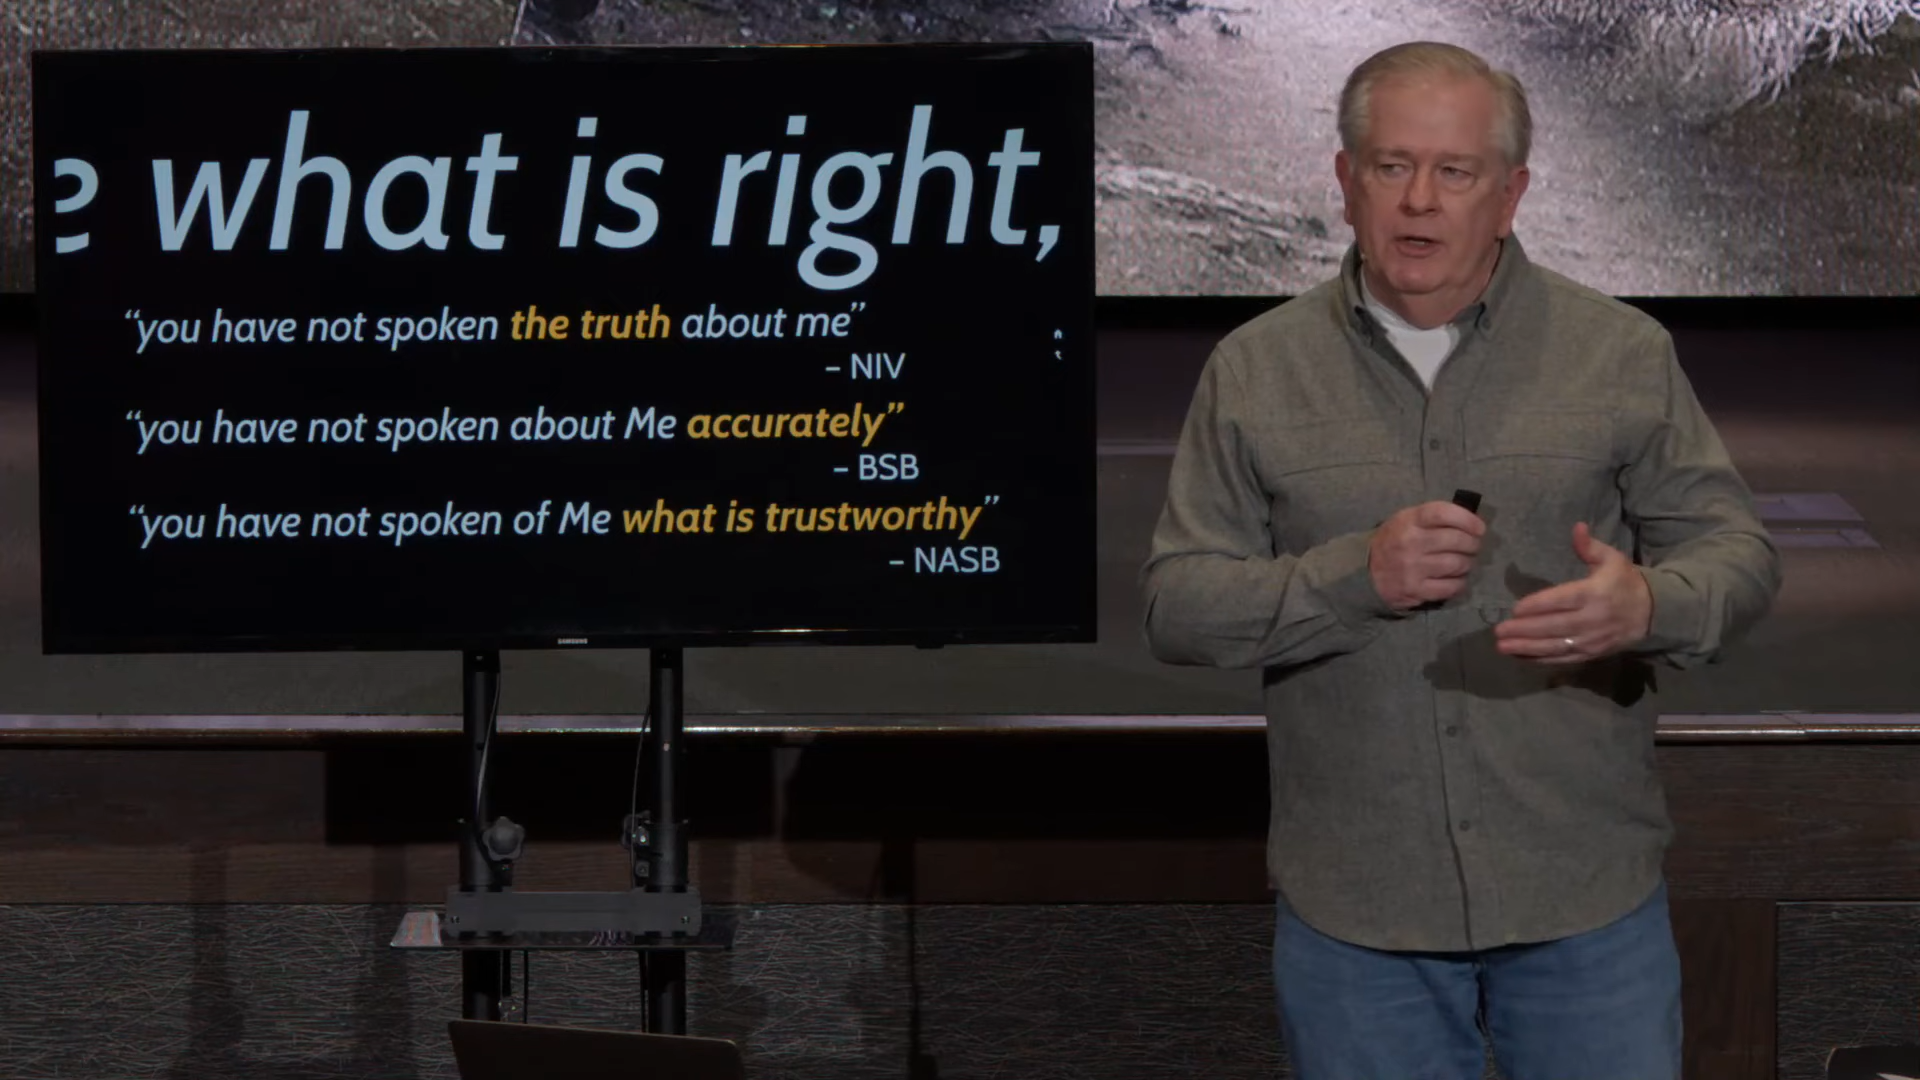 e what is right,
“you have not spoken the truth about me”
– NIV
“you have not spoken about Me accurately”
– BSB
“you have not spoken of Me what is trustworthy”
– NASB
SAMSUNG